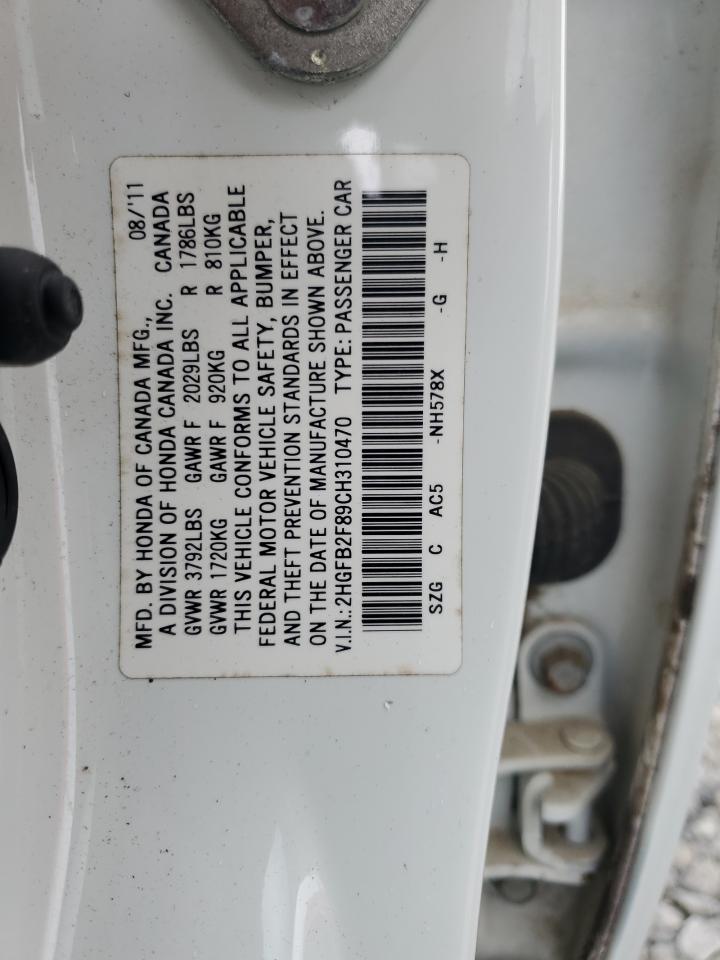 MFD. BY HONDA OF CANADA MFG., 08/'11
A DIVISION OF HONDA CANADA INC. CANADA
GVWR 3792LBS GAWR F 2029LBS R 1786LBS
GVWR 1720KG GAWR F 920KG R 810KG
THIS VEHICLE CONFORMS TO ALL APPLICABLE
FEDERAL MOTOR VEHICLE SAFETY, BUMPER,
AND THEFT PREVENTION STANDARDS IN EFFECT
ON THE DATE OF MANUFACTURE SHOWN ABOVE.
V.I.N.:2HGFB2F89CH310470 TYPE:PASSENGER CAR
SZG C AC5 -NH578X -G -H